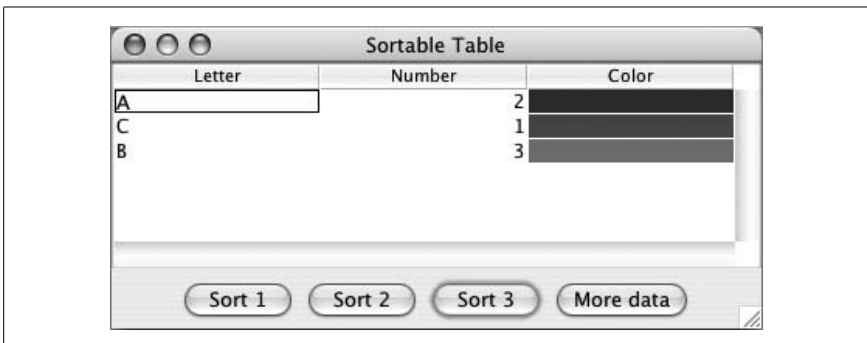 Sortable Table
Letter Number Color
A 2
C 1
B 3
Sort 1 Sort 2 Sort 3 More data